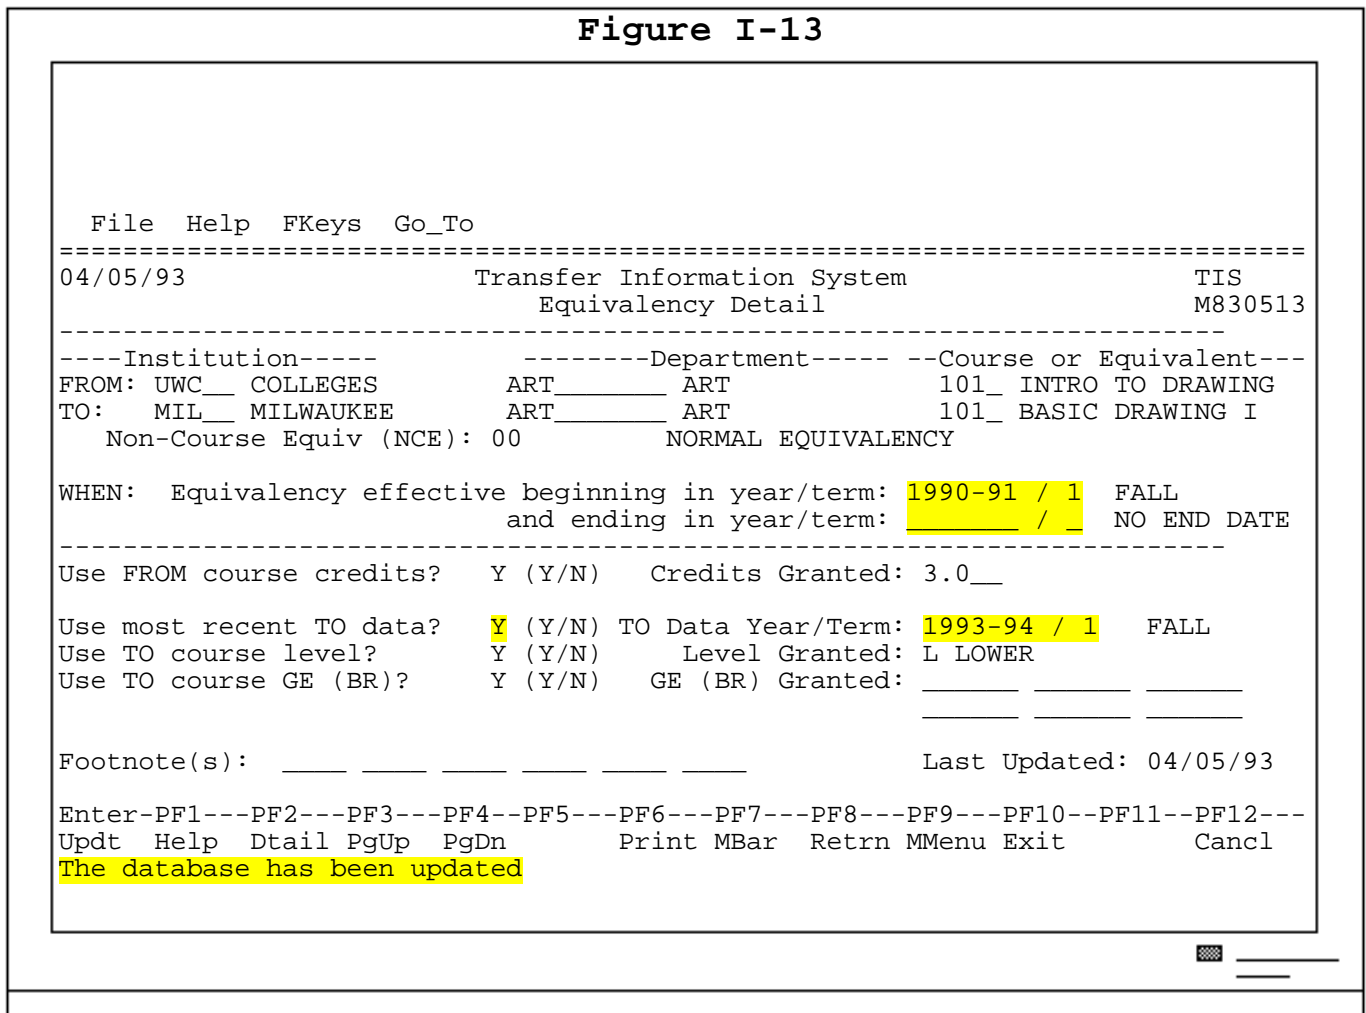 Figure I-13
File  Help  FKeys  Go_To
==============================================================================
04/05/93                  Transfer Information System                  TIS
                              Equivalency Detail                       M830513
-------------------------------------------------------------------------
----Institution-----         --------Department----- --Course or Equivalent---
FROM: UWC__ COLLEGES        ART_______ ART             101_ INTRO TO DRAWING
TO:   MIL__ MILWAUKEE       ART_______ ART             101_ BASIC DRAWING I
   Non-Course Equiv (NCE): 00         NORMAL EQUIVALENCY
WHEN:  Equivalency effective beginning in year/term: 1990-91 / 1  FALL
                            and ending in year/term: _______ / _  NO END DATE
-------------------------------------------------------------------------
Use FROM course credits?   Y (Y/N)   Credits Granted: 3.0__
Use most recent TO data?   Y (Y/N) TO Data Year/Term: 1993-94 / 1   FALL
Use TO course level?       Y (Y/N)     Level Granted: L LOWER
Use TO course GE (BR)?     Y (Y/N)   GE (BR) Granted: ______ ______ ______
                                                      ______ ______ ______
Footnote(s):  ____ ____ ____ ____ ____ ____           Last Updated: 04/05/93
Enter-PF1---PF2---PF3---PF4--PF5---PF6---PF7---PF8---PF9---PF10--PF11--PF12---
Updt  Help  Dtail PgUp  PgDn       Print MBar  Retrn MMenu Exit        Cancl
The database has been updated